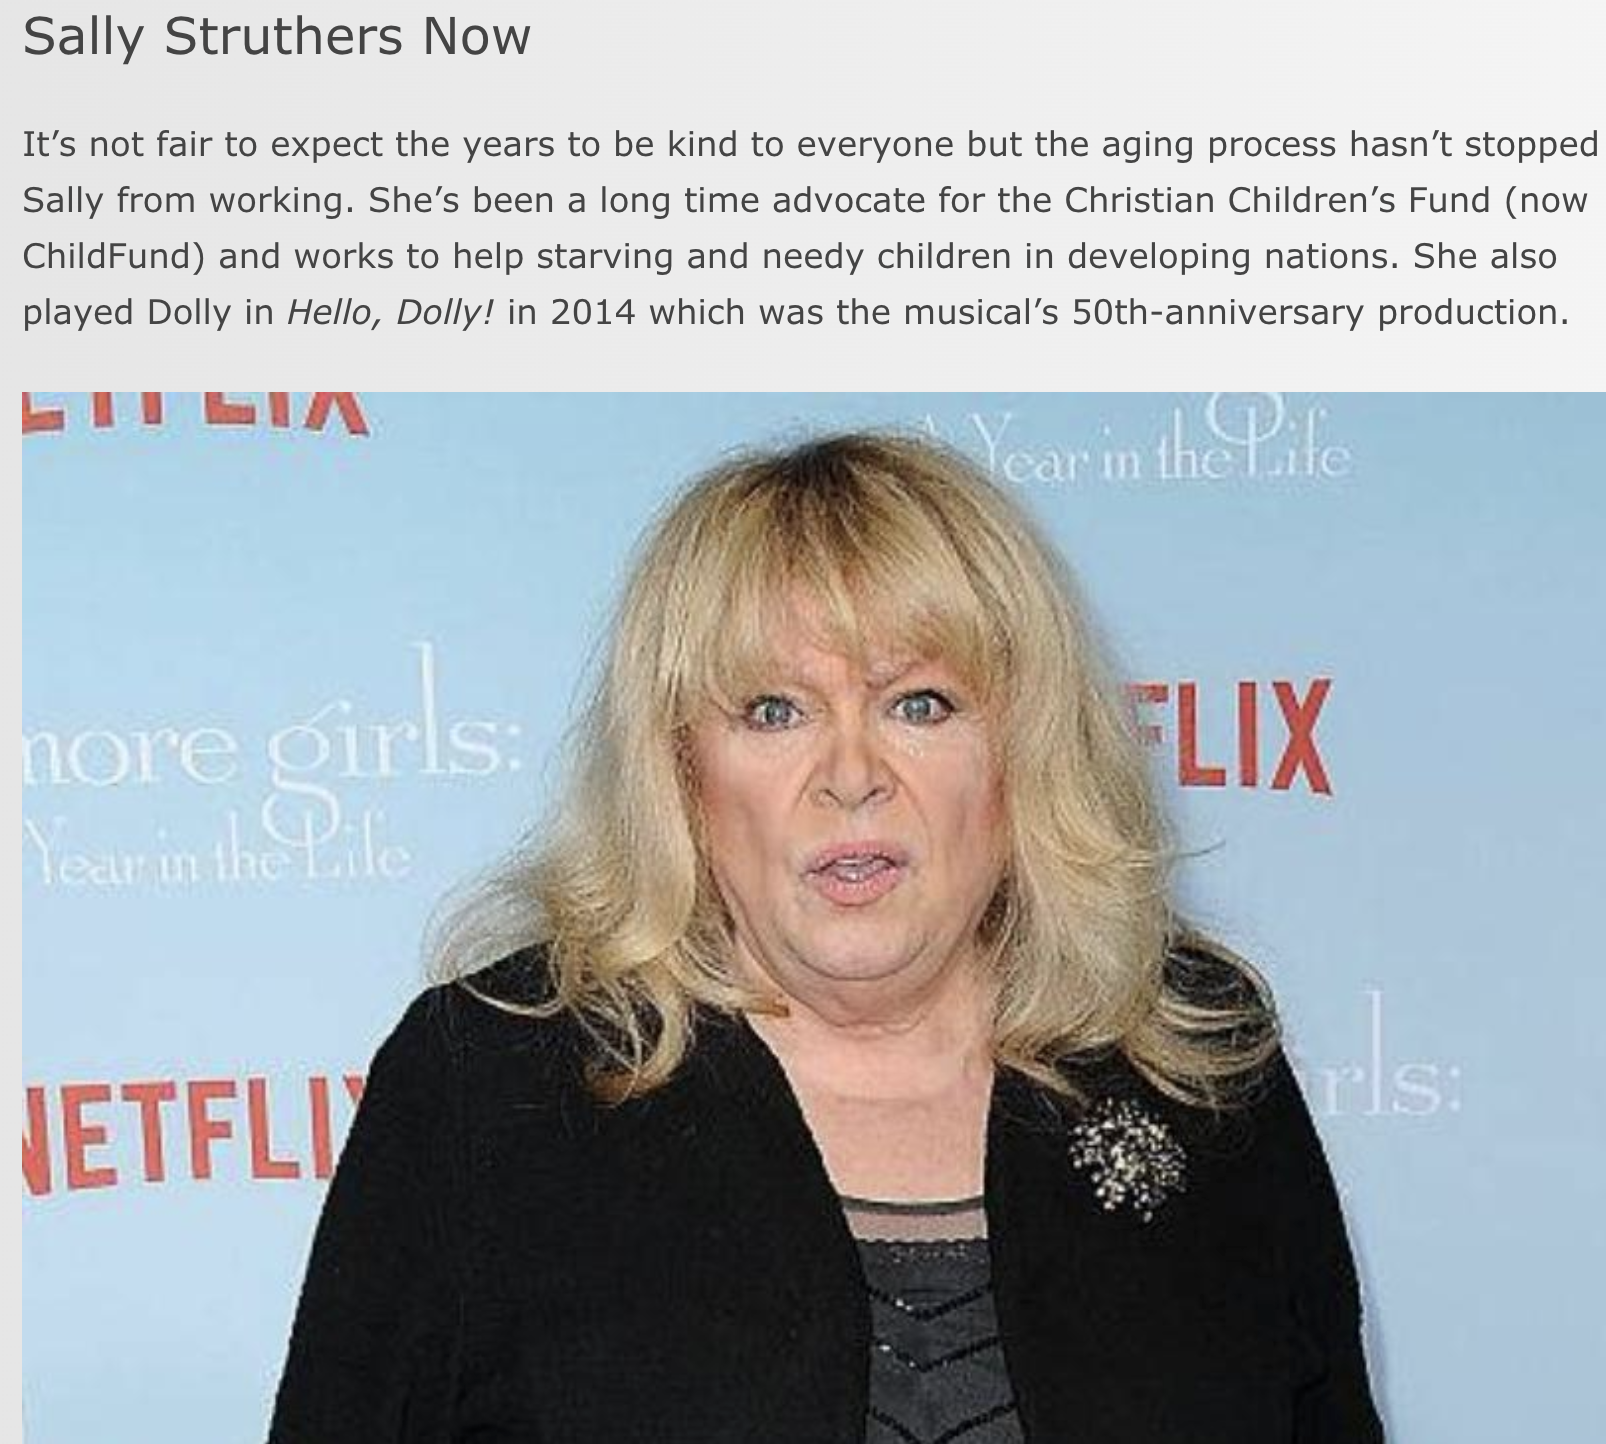 Sally Struthers Now
It’s not fair to expect the years to be kind to everyone but the aging process hasn’t stopped
Sally from working. She’s been a long time advocate for the Christian Children’s Fund (now
ChildFund) and works to help starving and needy children in developing nations. She also
played Dolly in Hello, Dolly! in 2014 which was the musical’s 50th-anniversary production.
ETFLIX
A Year in the Life
more girls:
Year in the Life
FLIX
NETFLI
rls: